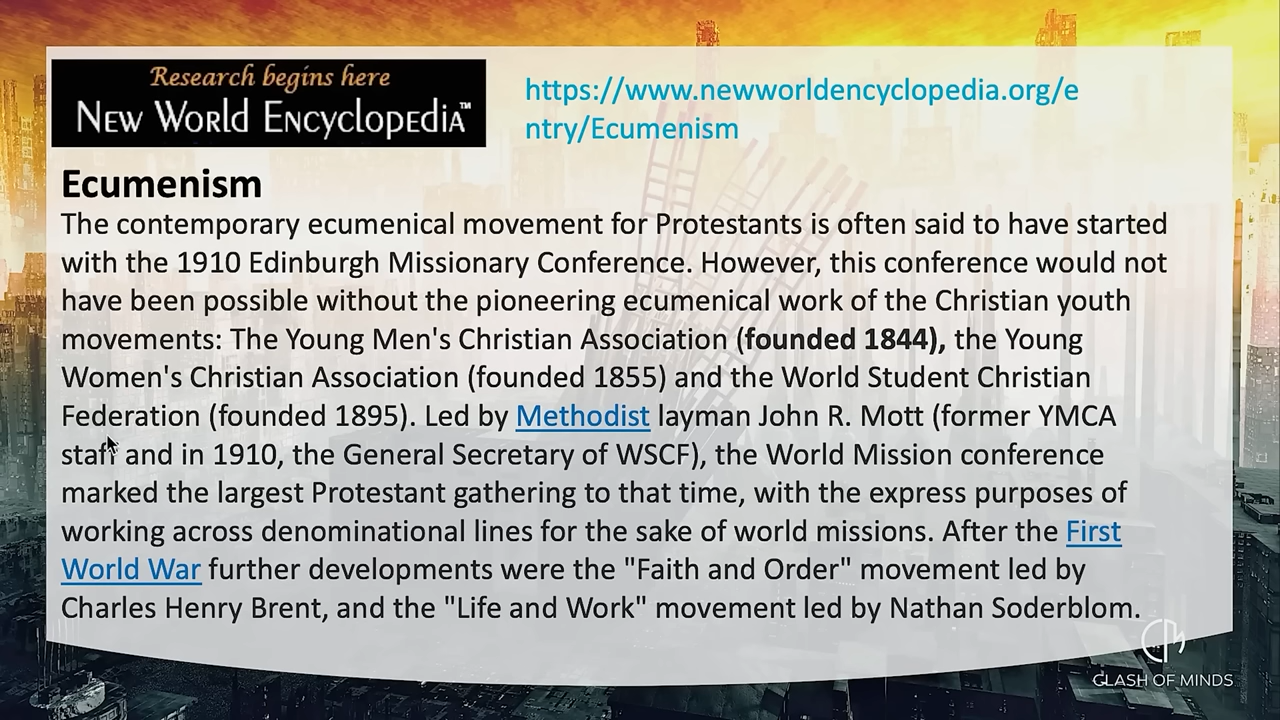 Research begins here
NEW WORLD ENCYCLOPEDIA™
https://www.newworldencyclopedia.org/e
ntry/Ecumenism
Ecumenism
The contemporary ecumenical movement for Protestants is often said to have started
with the 1910 Edinburgh Missionary Conference. However, this conference would not
have been possible without the pioneering ecumenical work of the Christian youth
movements: The Young Men's Christian Association (founded 1844), the Young
Women's Christian Association (founded 1855) and the World Student Christian
Federation (founded 1895). Led by Methodist layman John R. Mott (former YMCA
staff and in 1910, the General Secretary of WSCF), the World Mission conference
marked the largest Protestant gathering to that time, with the express purposes of
working across denominational lines for the sake of world missions. After the First
World War further developments were the "Faith and Order" movement led by
Charles Henry Brent, and the "Life and Work" movement led by Nathan Soderblom.
CLASH OF MINDS